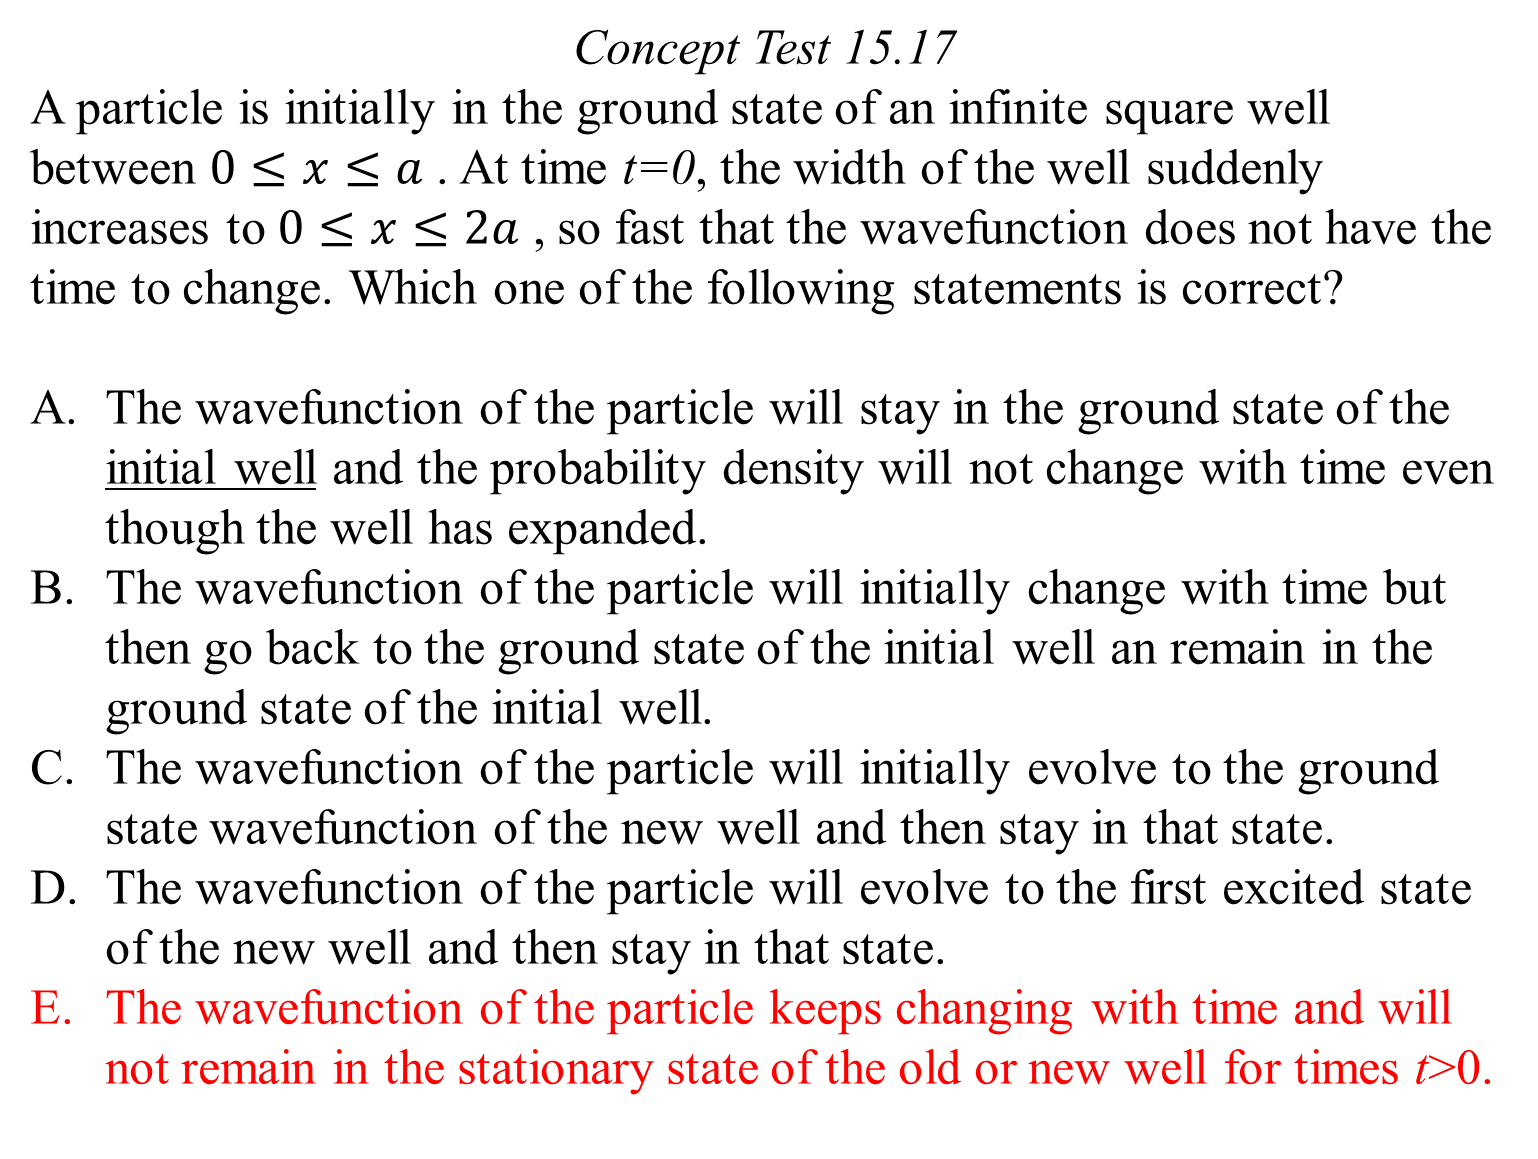 Concept Test 15.17
A particle is initially in the ground state of an infinite square well
between 0 ≤ x ≤ a . At time t=0, the width of the well suddenly
increases to 0 ≤ x ≤ 2a , so fast that the wavefunction does not have the
time to change. Which one of the following statements is correct?
A. The wavefunction of the particle will stay in the ground state of the
initial well and the probability density will not change with time even
though the well has expanded.
B. The wavefunction of the particle will initially change with time but
then go back to the ground state of the initial well an remain in the
ground state of the initial well.
C. The wavefunction of the particle will initially evolve to the ground
state wavefunction of the new well and then stay in that state.
D. The wavefunction of the particle will evolve to the first excited state
of the new well and then stay in that state.
E. The wavefunction of the particle keeps changing with time and will
not remain in the stationary state of the old or new well for times t>0.